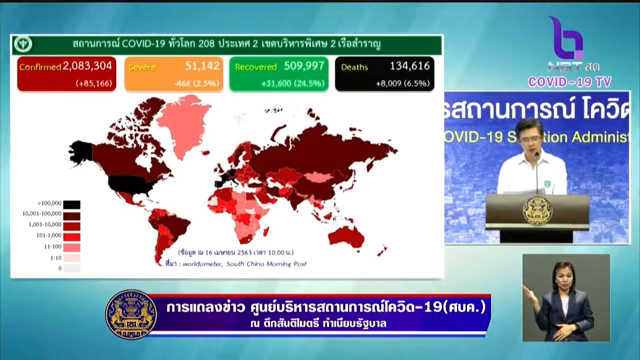 สถานการณ์ COVID-19 ทั่วโลก 208 ประเทศ 2 เขตบริหารพิเศษ 2 เรือสำราญ
Confirmed 2,083,304
(+85,166)
Severe 51,142
-466 (2.5%)
Recovered 509,997
+31,600 (24.5%)
Deaths 134,616
+8,009 (6.5%)
>100,000
10,001-100,000
1,001-10,000
101-1,000
11-100
1-10
0
(ข้อมูล ณ 16 เมษายน 2563 เวลา 10.00 น.)
ที่มา : worldometer, South China Morning Post
NBT สด
COVID-19 TV
รสถานการณ์ โควิด
OVID-19 S
ation Administ
การแถลงข่าว ศูนย์บริหารสถานการณ์โควิด-19(ศบค.)
ณ ตึกสันติไมตรี ทำเนียบรัฐบาล